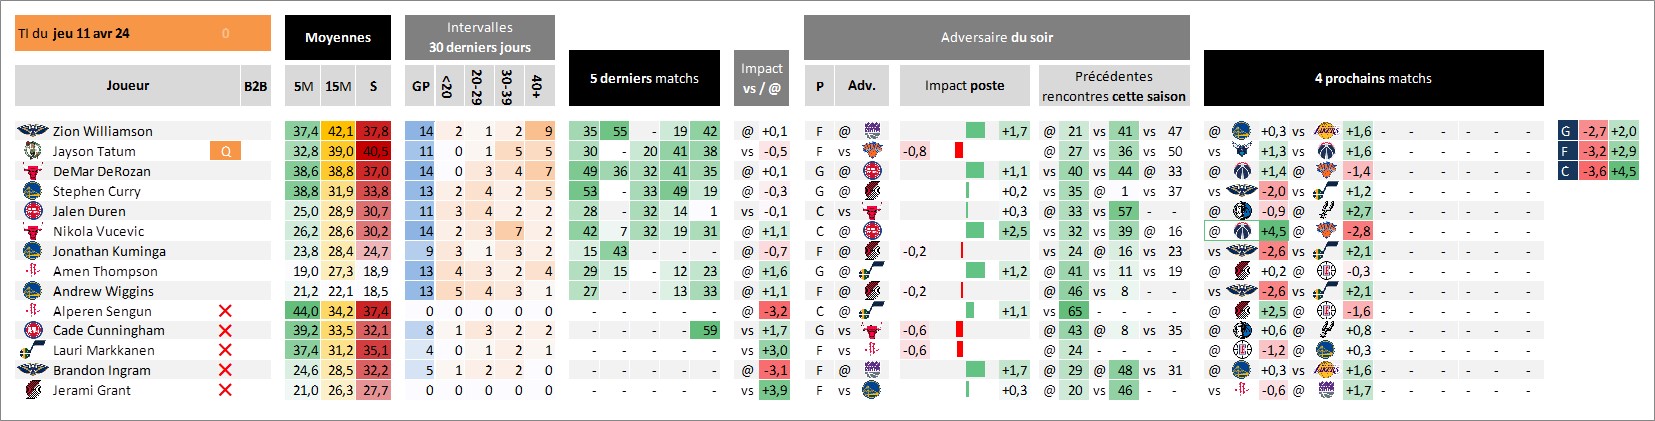 TI du jeu 11 avr 24 0
Moyennes
Intervalles
30 derniers jours
Adversaire du soir
5 derniers matchs
Impact
vs / @
4 prochains matchs
Joueur B2B
5M 15M S
GP <20 20-29 30-39 40+
P Adv. Impact poste
Précédentes
rencontres cette saison
Zion Williamson 37,4 42,1 37,8 14 2 1 2 9 35 55 - 19 42 @ +0,1 F @ +1,7 @ 21 vs 41 vs 47 @ +0,3 vs +1,6 - - - - - - G -2,7 +2,0
Jayson Tatum Q 32,8 39,0 40,5 11 0 1 5 5 30 - 20 41 38 vs -0,5 F vs -0,8 @ 27 vs 36 vs 50 vs +1,3 vs +1,6 - - - - - - F -3,2 +2,9
DeMar DeRozan 38,6 38,8 37,0 14 0 3 4 7 49 36 32 41 35 @ +0,1 G @ +1,1 vs 40 vs 44 @ 33 @ +1,4 @ -1,4 - - - - - - C -3,6 +4,5
Stephen Curry 38,8 31,9 33,8 13 2 4 2 5 53 - 33 49 19 @ -0,3 G @ +0,2 vs 35 @ 1 vs 37 vs -2,0 vs +1,2 - - - - - -
Jalen Duren 25,0 28,9 30,7 11 3 4 2 2 28 - 32 14 1 vs -0,1 C vs +0,3 @ 33 vs 57 - - @ -0,9 @ +2,7 - - - - - -
Nikola Vucevic 26,2 28,6 30,2 14 2 3 7 2 42 7 32 19 31 @ +1,1 C @ +2,5 vs 32 vs 39 @ 16 @ +4,5 @ -2,8 - - - - - -
Jonathan Kuminga 23,8 28,4 24,7 9 3 1 3 2 15 43 - - - @ -0,7 F @ -0,2 vs 24 @ 16 vs 23 vs -2,6 vs +2,1 - - - - - -
Amen Thompson 19,0 27,3 18,9 13 4 3 2 4 29 15 - 12 23 @ +1,6 G @ +1,2 @ 41 vs 11 vs 19 @ +0,2 @ -0,3 - - - - - -
Andrew Wiggins 21,2 22,1 18,5 13 5 4 3 1 27 - - 13 33 @ +1,1 F @ -0,2 @ 46 vs 8 - - vs -2,6 vs +2,1 - - - - - -
Alperen Sengun 44,0 34,2 37,4 0 0 0 0 0 - - - - - @ -3,2 C @ +1,1 vs 65 - - - - @ +2,5 @ -1,6 - - - - - -
Cade Cunningham 39,2 33,5 32,1 8 1 3 2 2 - - - - 59 vs +1,7 G vs -0,6 @ 43 @ 8 vs 35 @ +0,6 @ +0,8 - - - - - -
Lauri Markkanen 37,4 31,2 35,1 4 0 1 2 1 - - - - - vs +3,0 F vs -0,6 @ 24 - - - - @ -1,2 @ +0,3 - - - - - -
Brandon Ingram 24,6 28,5 32,2 5 1 2 2 0 - - - - - @ -3,1 F @ +1,7 @ 29 @ 48 vs 31 @ +0,3 vs +1,6 - - - - - -
Jerami Grant 21,0 26,3 27,7 0 0 0 0 0 - - - - - vs +3,9 F vs +0,3 @ 20 vs 46 - - vs -0,6 @ +1,7 - - - - - -